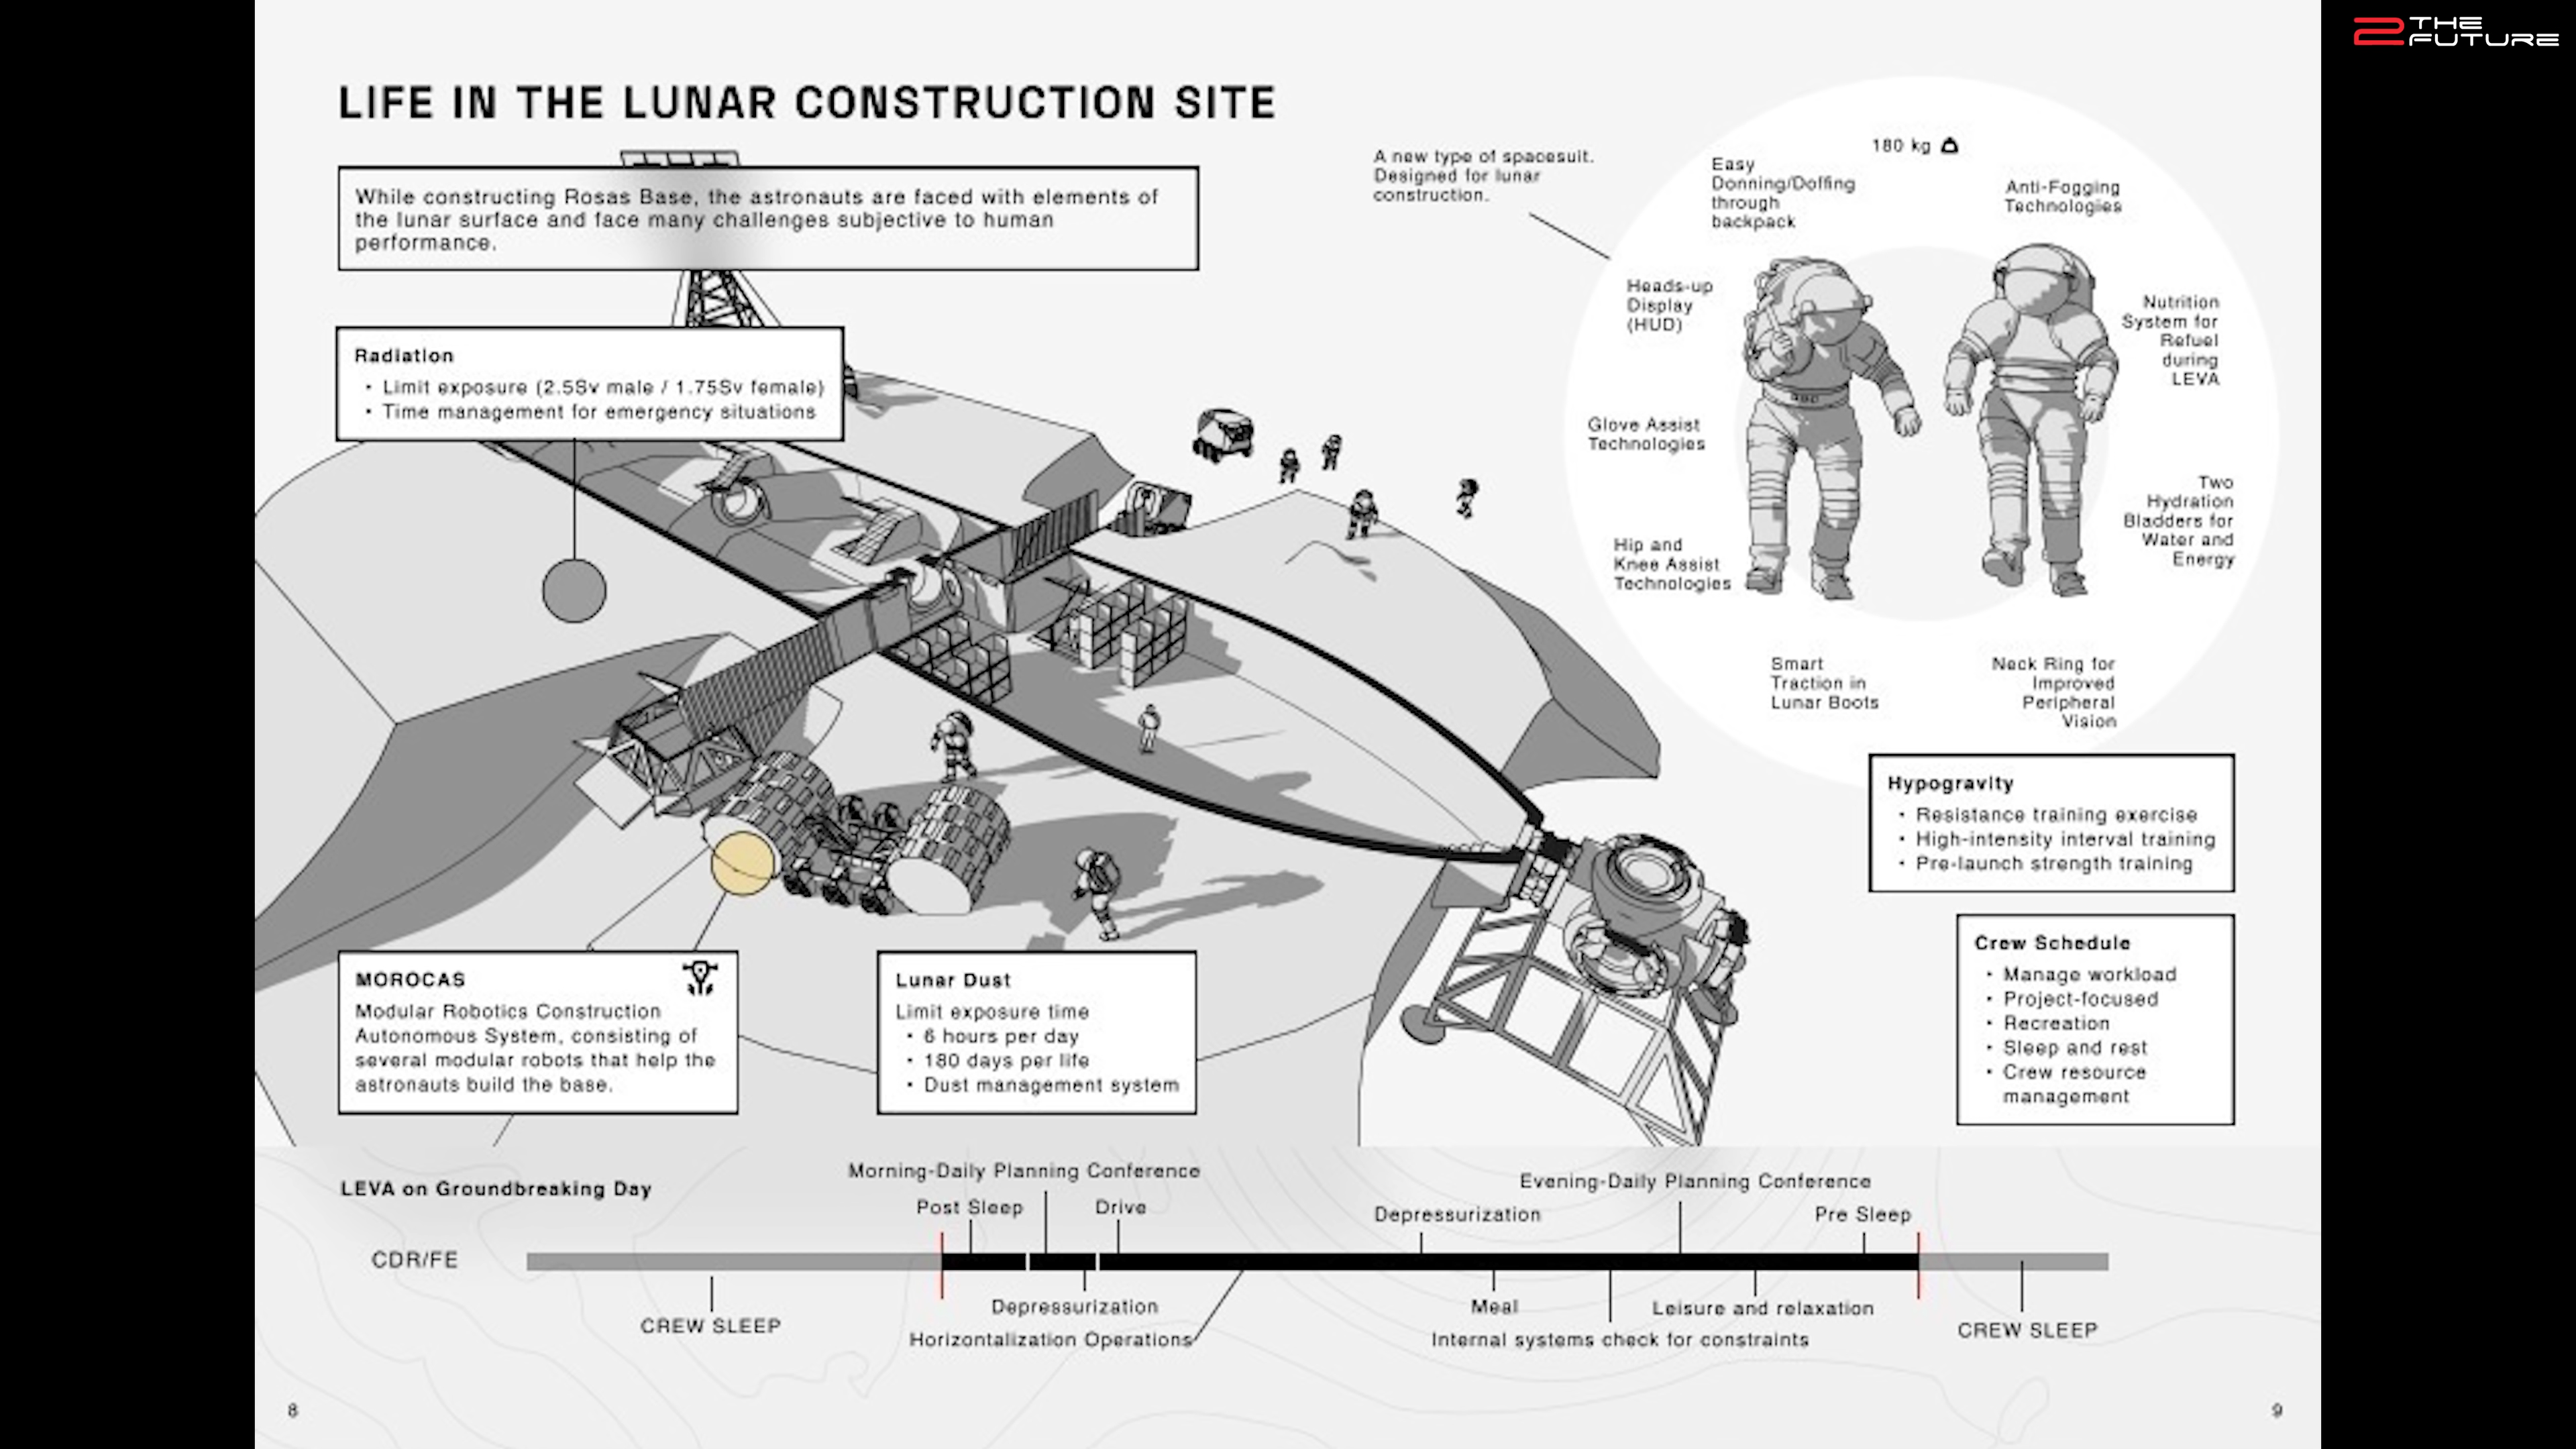 2 THE
FUTURE
LIFE IN THE LUNAR CONSTRUCTION SITE
While constructing Rosas Base, the astronauts are faced with elements of
the lunar surface and face many challenges subjective to human
performance.
Radiation
• Limit exposure (2.5Sv male / 1.75Sv female)
• Time management for emergency situations
A new type of spacesuit.
Designed for lunar
construction.
180 kg
Easy
Donning/Doffing
through
backpack
Anti-Fogging
Technologies
Heads-up
Display
(HUD)
Nutrition
System for
Refuel
during
LEVA
Glove Assist
Technologies
Two
Hydration
Bladders for
Water and
Energy
Hip and
Knee Assist
Technologies
Smart
Traction in
Lunar Boots
Neck Ring for
Improved
Peripheral
Vision
Hypogravity
• Resistance training exercise
• High-intensity interval training
• Pre-launch strength training
Crew Schedule
• Manage workload
• Project-focused
• Recreation
• Sleep and rest
• Crew resource
management
MOROCAS
Modular Robotics Construction
Autonomous System, consisting of
several modular robots that help the
astronauts build the base.
Lunar Dust
Limit exposure time
• 6 hours per day
• 180 days per life
• Dust management system
LEVA on Groundbreaking Day
Morning-Daily Planning Conference
Post Sleep
Drive
Evening-Daily Planning Conference
Depressurization
Pre Sleep
CDR/FE
CREW SLEEP
Depressurization
Horizontalization Operations
Meal
Leisure and relaxation
Internal systems check for constraints
CREW SLEEP
8
9